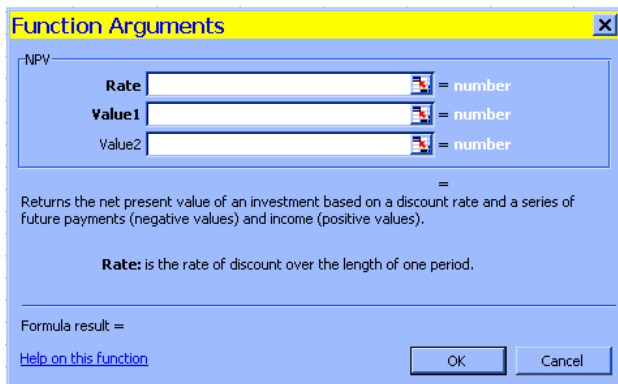 Function Arguments
NPV
Rate = number
Value1 = number
Value2 = number
=
Returns the net present value of an investment based on a discount rate and a series of
future payments (negative values) and income (positive values).
Rate: is the rate of discount over the length of one period.
Formula result =
Help on this function
OK Cancel